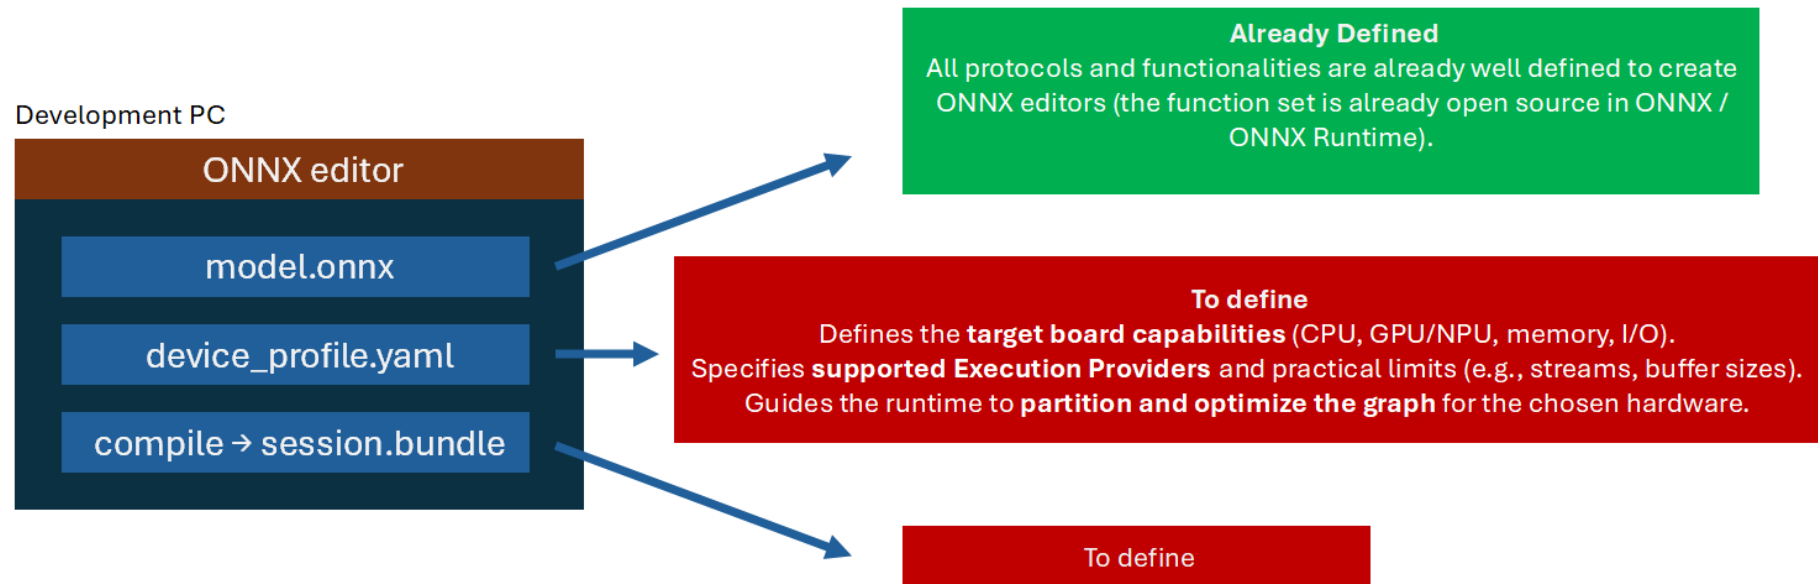 Development PC
ONNX editor
model.onnx
device_profile.yaml
compile → session.bundle
Already Defined
All protocols and functionalities are already well defined to create
ONNX editors (the function set is already open source in ONNX /
ONNX Runtime).
To define
Defines the target board capabilities (CPU, GPU/NPU, memory, I/O).
Specifies supported Execution Providers and practical limits (e.g., streams, buffer sizes).
Guides the runtime to partition and optimize the graph for the chosen hardware.
To define